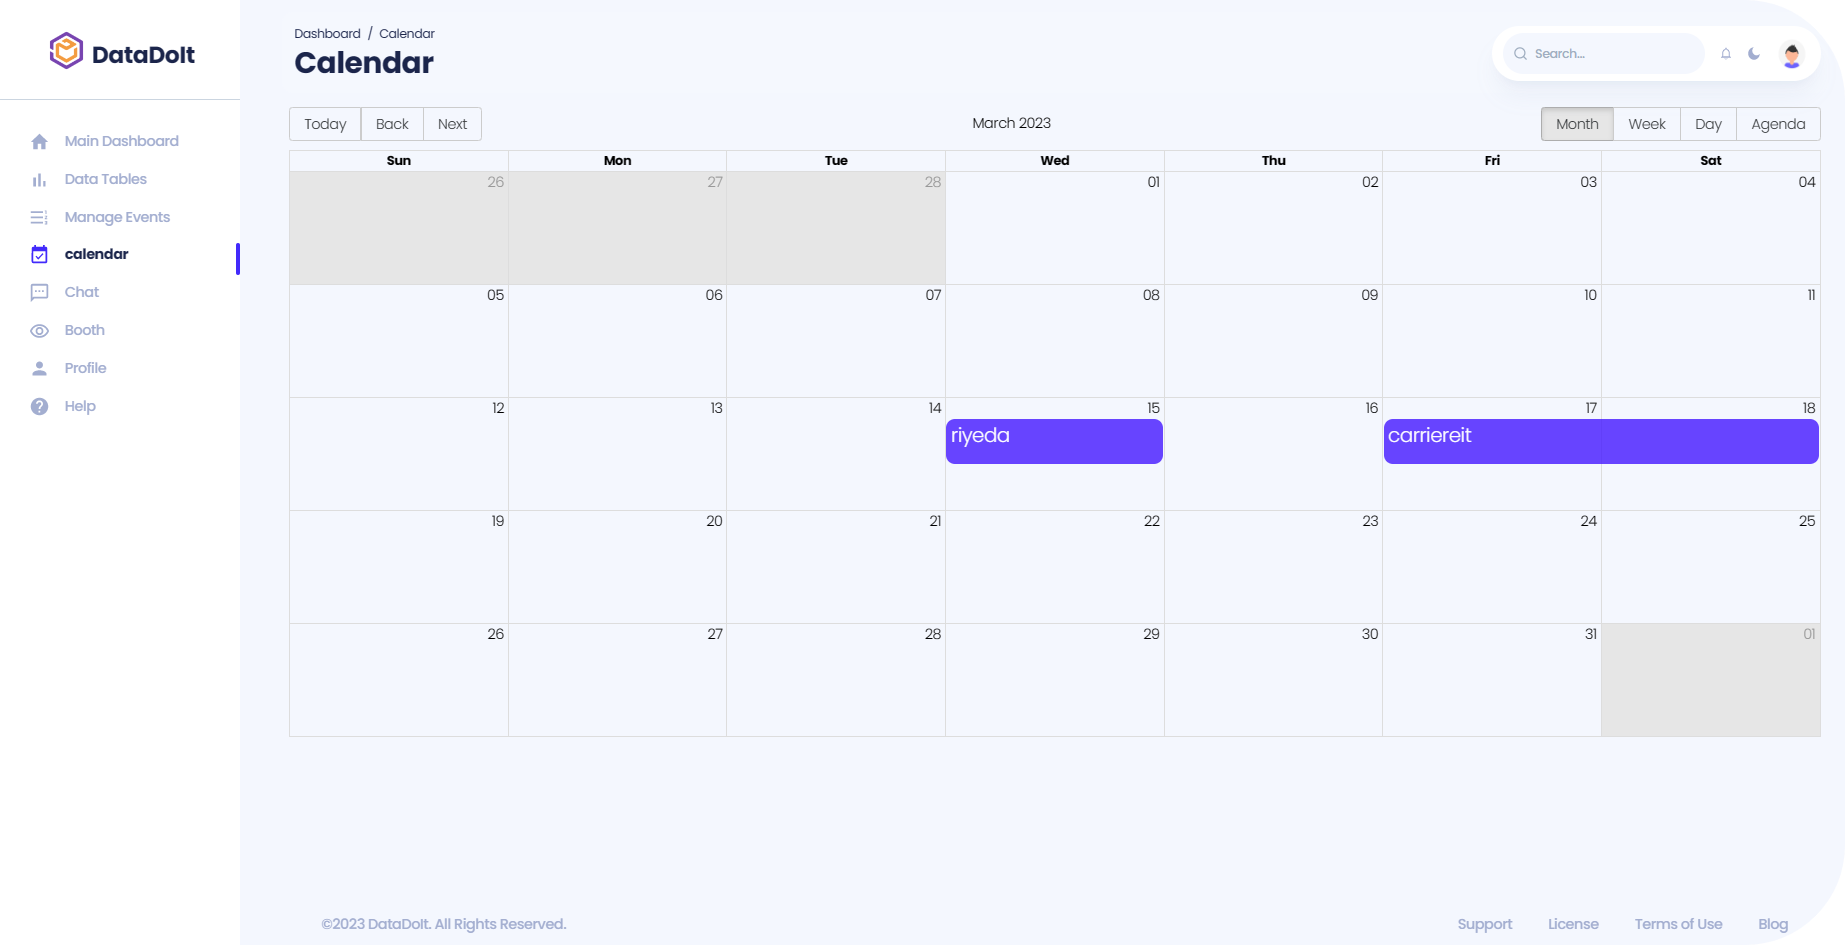 DataDoIt
Main Dashboard
Data Tables
Manage Events
calendar
Chat
Booth
Profile
Help
Dashboard / Calendar
Calendar
Search...
Today Back Next
March 2023
Month Week Day Agenda
Sun Mon Tue Wed Thu Fri Sat
26 27 28 01 02 03 04
05 06 07 08 09 10 11
12 13 14 15 16 17 18
riyeda carriereit
19 20 21 22 23 24 25
26 27 28 29 30 31 01
©2023 DataDoIt. All Rights Reserved.
Support License Terms of Use Blog